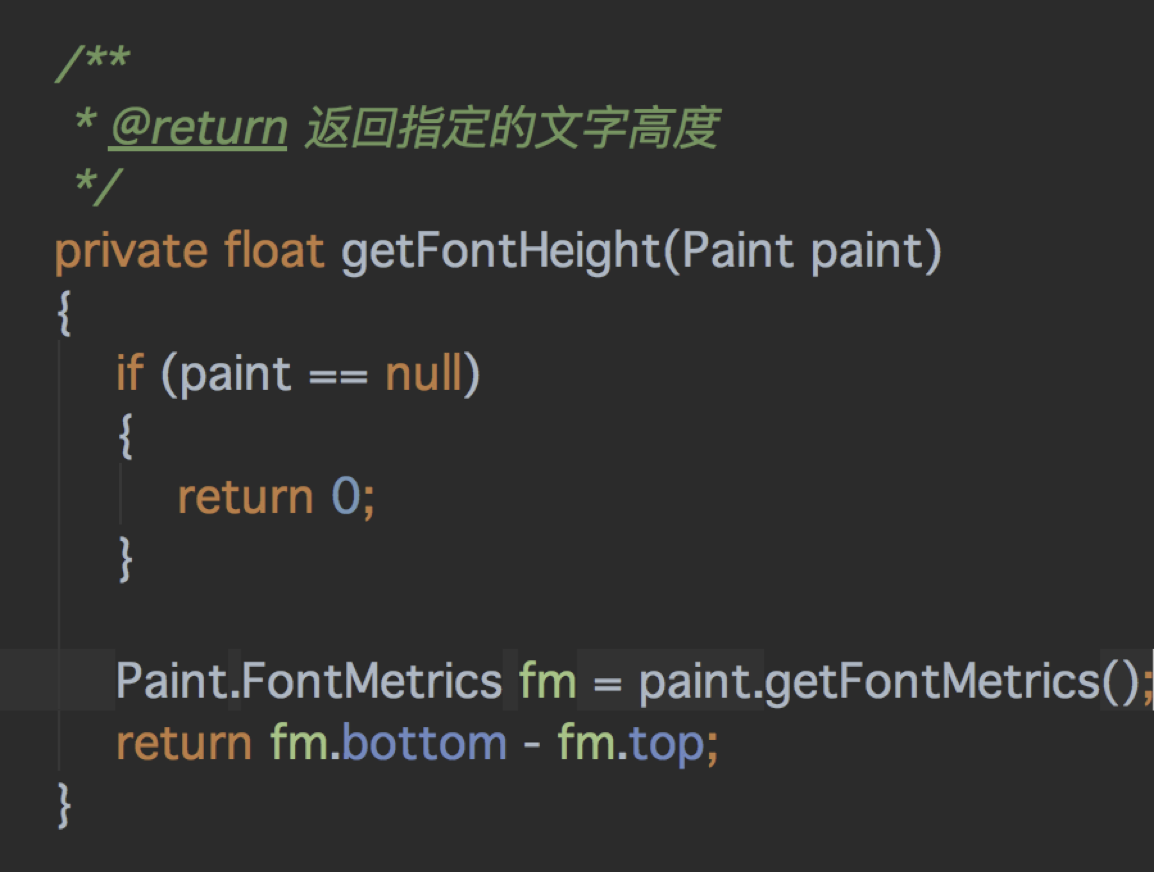 /**
* @return 返回指定的文字高度
*/
private float getFontHeight(Paint paint)
{
if (paint == null)
{
return 0;
}
Paint.FontMetrics fm = paint.getFontMetrics();
return fm.bottom - fm.top;
}